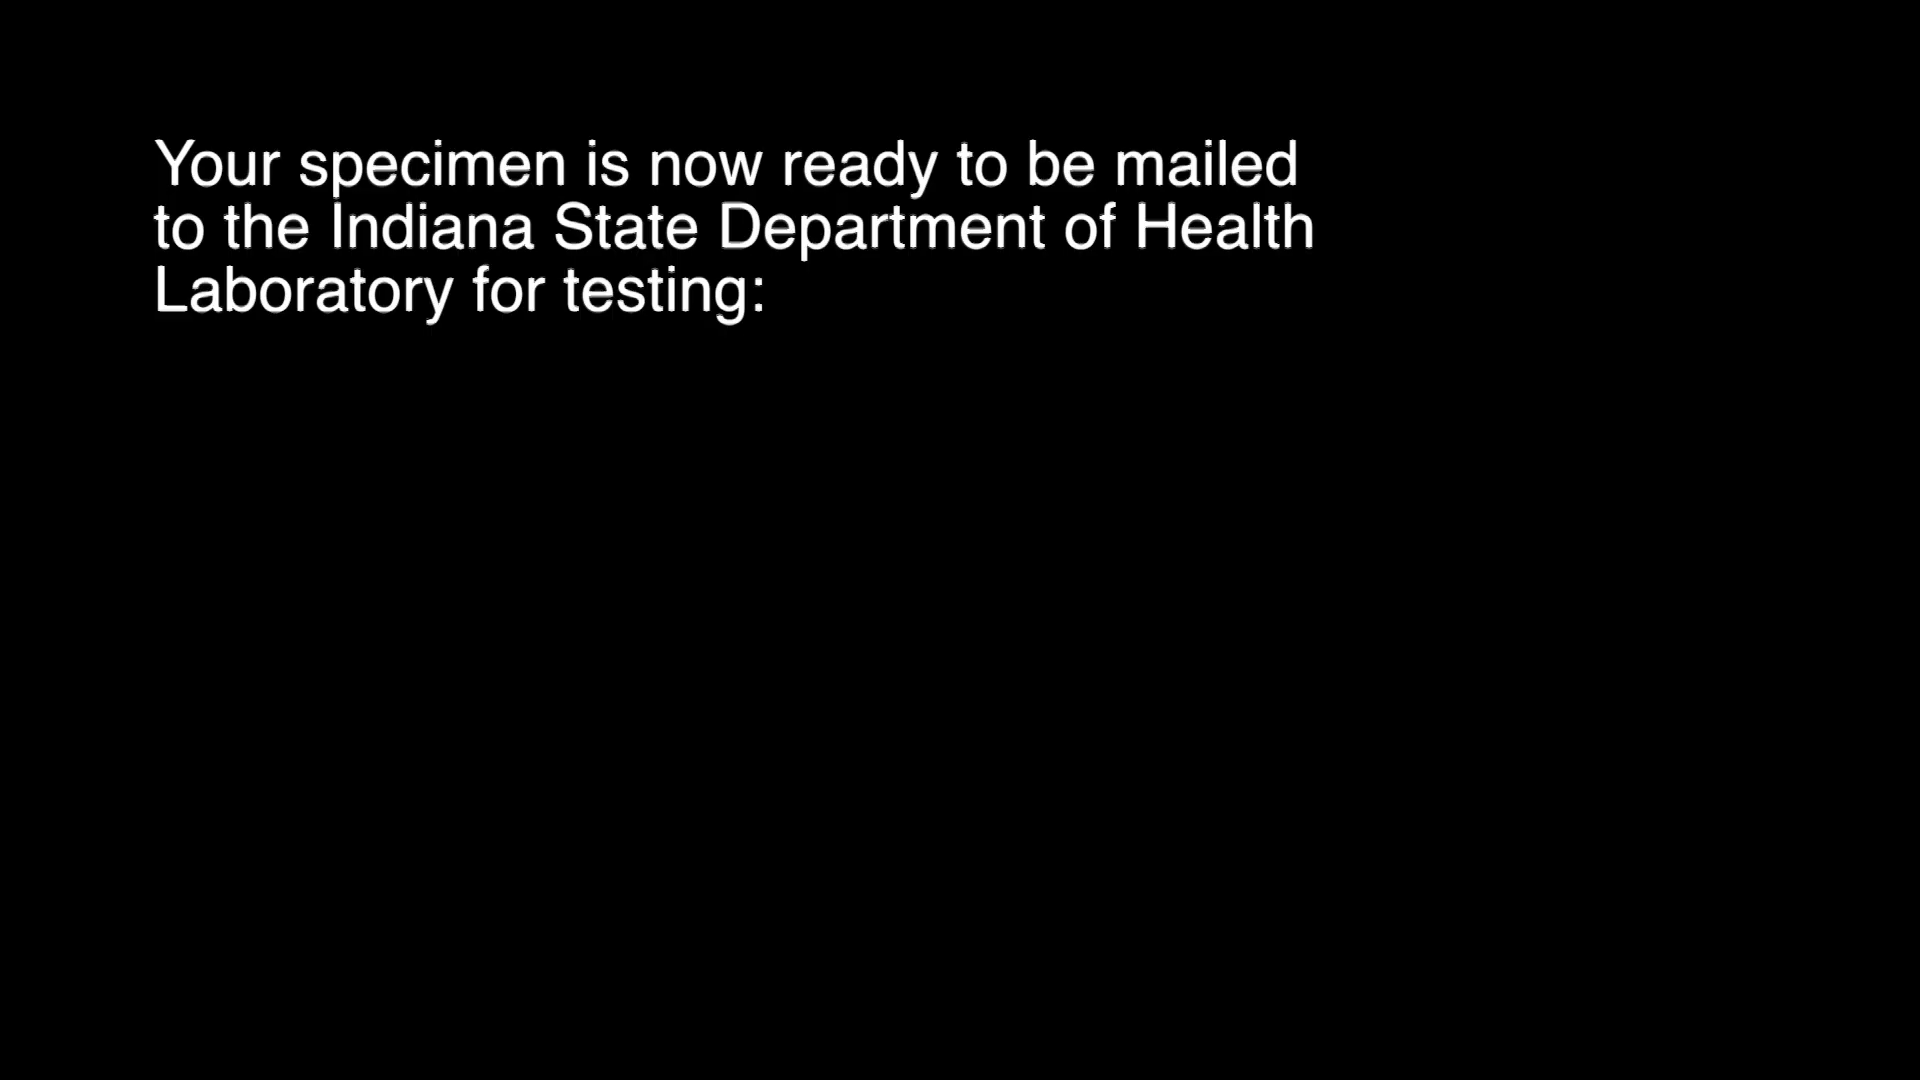 Your specimen is now ready to be mailed
to the Indiana State Department of Health
Laboratory for testing: